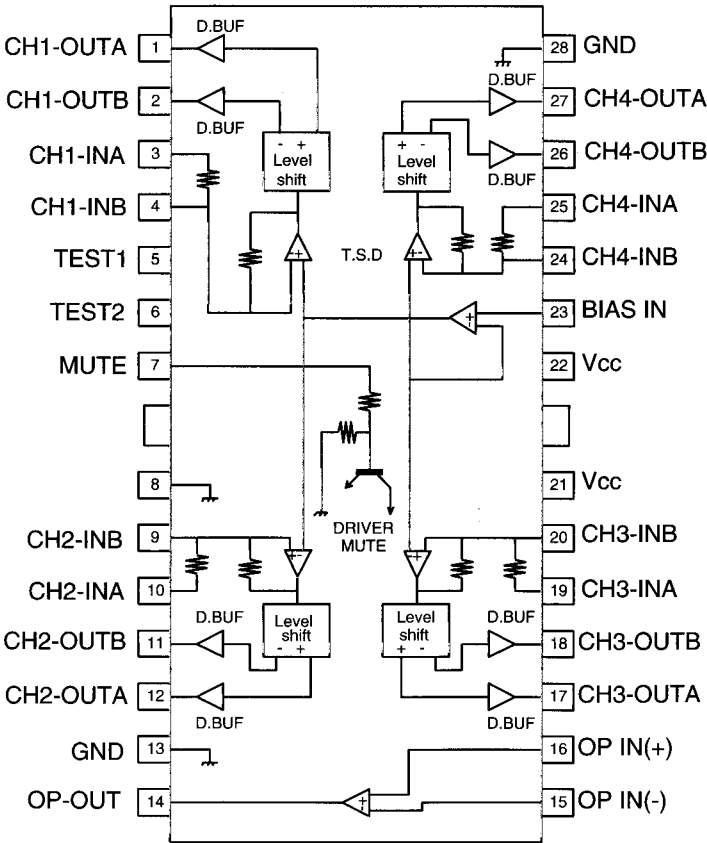 CH1-OUTA 1 D.BUF 28 GND
D.BUF
CH1-OUTB 2 27 CH4-OUTA
D.BUF
- + Level shift
+ - Level shift
CH1-INA 3 26 CH4-OUTB
D.BUF
CH1-INB 4 25 CH4-INA
TEST1 5 -+ T.S.D +- 24 CH4-INB
TEST2 6 + - 23 BIAS IN
MUTE 7 22 Vcc
8 21 Vcc
DRIVER
MUTE
CH2-INB 9 20 CH3-INB
+- +-
CH2-INA 10 19 CH3-INA
Level shift - +
Level shift + -
D.BUF D.BUF
CH2-OUTB 11 18 CH3-OUTB
CH2-OUTA 12 17 CH3-OUTA
D.BUF D.BUF
GND 13 16 OP IN(+)
OP-OUT 14 + - 15 OP IN(-)